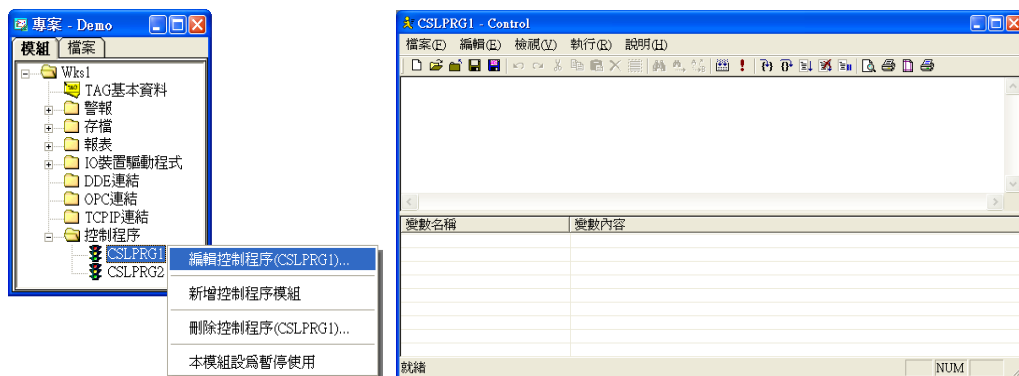 專案 - Demo
模組 檔案
Wks1
TAG基本資料
警報
存檔
報表
IO裝置驅動程式
DDE連結
OPC連結
TCPIP連結
控制程序
CSLPRG1
CSLPRG2
編輯控制程序(CSLPRG1)...
新增控制程序模組
刪除控制程序(CSLPRG1)...
本模組設為暫停使用
CSLPRG1 - Control
檔案(F) 編輯(E) 檢視(V) 執行(R) 說明(H)
變數名稱 變數內容
就緒 NUM